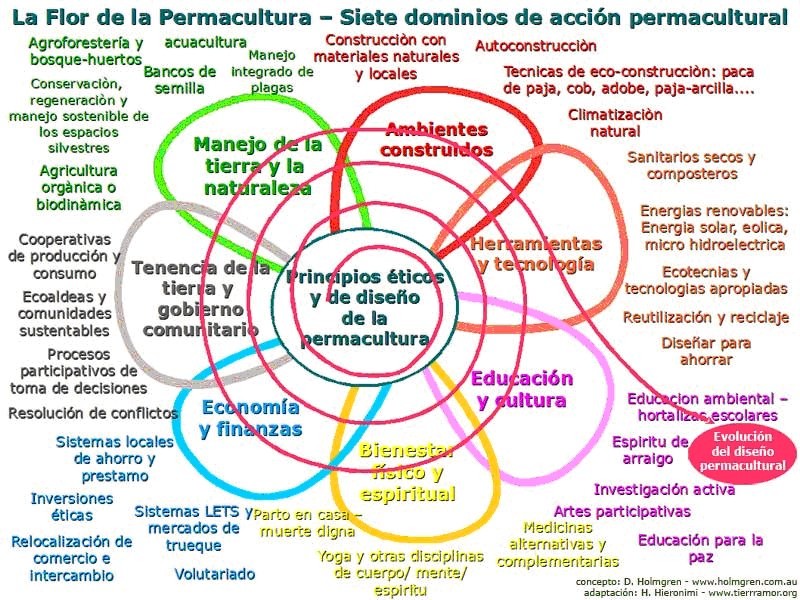 La Flor de la Permacultura – Siete dominios de acción permacultural
Agroforestería y
bosque-huertos
acuacultura
Bancos de
semilla
Manejo
integrado de
plagas
Conservaciòn,
regeneraciòn y
manejo sostenible de
los espacios
silvestres
Agricultura
orgànica o
biodinàmica
Manejo de la
tierra y la
naturaleza
Construcciòn con
materiales naturales
y locales
Autoconstrucciòn
Tecnicas de eco-construcciòn: paca
de paja, cob, adobe, paja-arcilla....
Climatizaciòn
natural
Ambientes
construidos
Sanitarios secos y
composteros
Energias renovables:
Energia solar, eolica,
micro hidroelectrica
Ecotecnias y
tecnologias apropiadas
Reutilización y reciclaje
Diseñar para
ahorrar
Herramientas
y tecnología
Cooperativas
de producción y
consumo
Ecoaldeas y
comunidades
sustentables
Procesos
participativos de
toma de decisiones
Resolución de conflictos
Tenencia de la
tierra y
gobierno
comunitario
Principios éticos
y de diseño
de la
permacultura
Educación
y cultura
Educacion ambiental –
hortalizas escolares
Espiritu de
arraigo
Evolución
del diseño
permacultural
Investigación activa
Artes participativas
Educación para la
paz
Economía
y finanzas
Sistemas locales
de ahorro y
prestamo
Inversiones
éticas
Sistemas LETS y
mercados de
trueque
Relocalización de
comercio e
intercambio
Volutariado
Bienestar
físico y
espiritual
Parto en casa –
muerte digna
Yoga y otras disciplinas
de cuerpo/ mente/
espiritu
Medicinas
alternativas y
complementarias
concepto: D. Holmgren - www.holmgren.com.au
adaptación: H. Hieronimi - www.tierramor.org